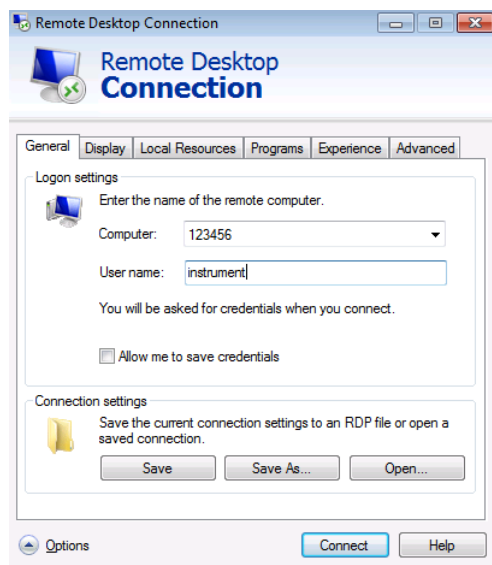 Remote Desktop Connection
Remote Desktop
Connection
General Display Local Resources Programs Experience Advanced
Logon settings
Enter the name of the remote computer.
Computer: 123456
User name: instrument
You will be asked for credentials when you connect.
Allow me to save credentials
Connection settings
Save the current connection settings to an RDP file or open a
saved connection.
Save Save As... Open...
Options Connect Help